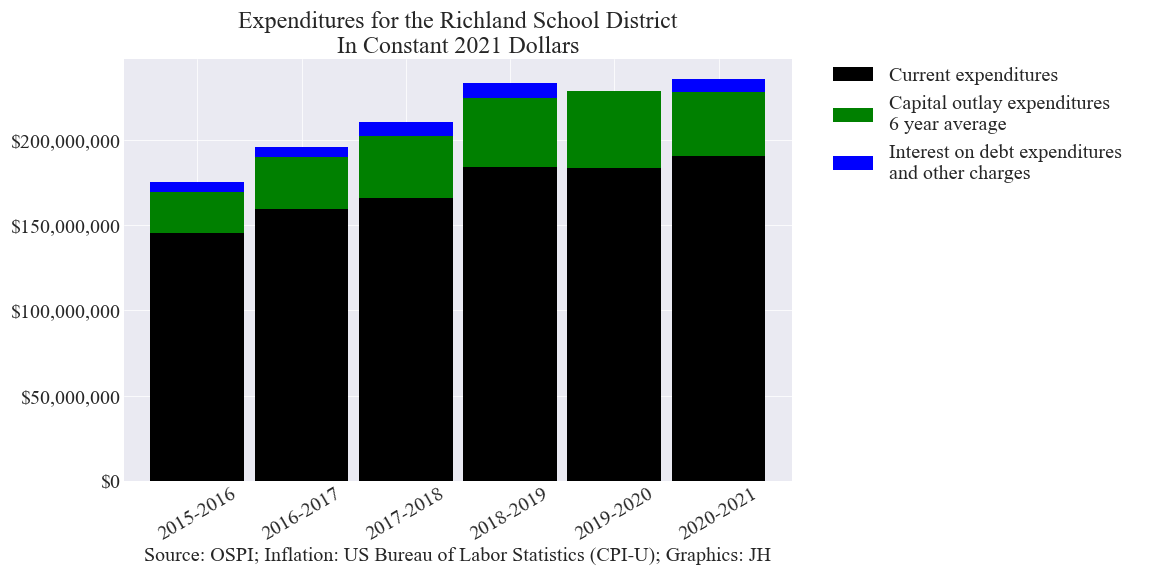 Expenditures for the Richland School District
In Constant 2021 Dollars
Current expenditures
Capital outlay expenditures
6 year average
Interest on debt expenditures
and other charges
$200,000,000
$150,000,000
$100,000,000
$50,000,000
$0
2015-2016
2016-2017
2017-2018
2018-2019
2019-2020
2020-2021
Source: OSPI; Inflation: US Bureau of Labor Statistics (CPI-U); Graphics: JH